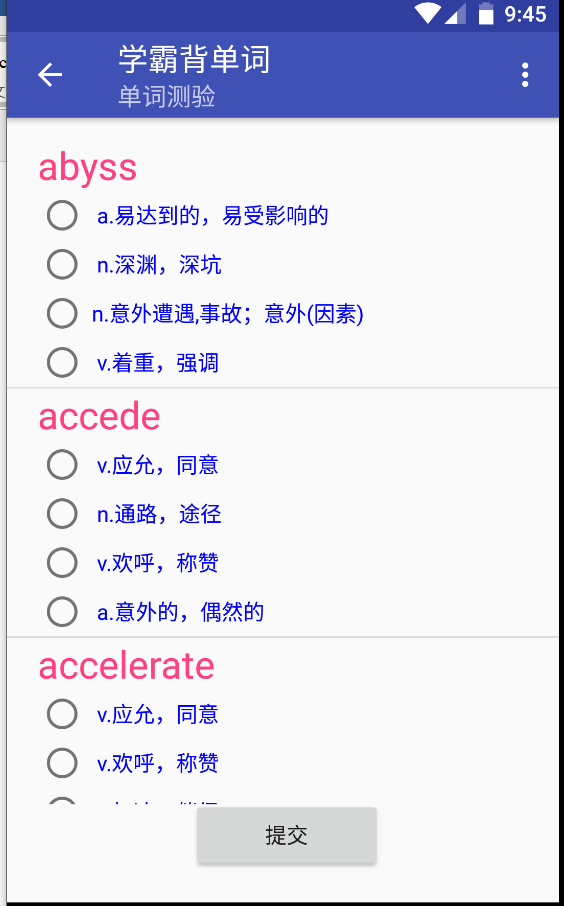 9:45
学霸背单词
单词测验
abyss
a.易达到的，易受影响的
n.深渊，深坑
n.意外遭遇,事故；意外(因素)
v.着重，强调
accede
v.应允，同意
n.通路，途径
v.欢呼，称赞
a.意外的，偶然的
accelerate
v.应允，同意
v.欢呼，称赞
提交